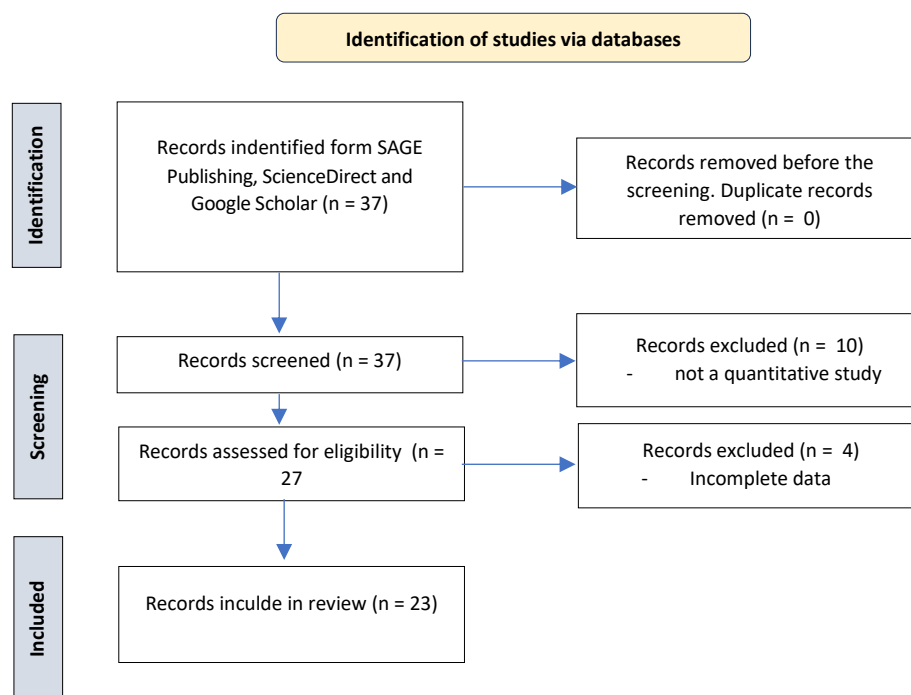 Identification of studies via databases
Identification
Records indentified form SAGE
Publishing, ScienceDirect and
Google Scholar (n = 37)
Records removed before the
screening. Duplicate records
removed (n = 0)
Screening
Records screened (n = 37)
Records excluded (n = 10)
- not a quantitative study
Records assessed for eligibility (n =
27
Records excluded (n = 4)
- Incomplete data
Included
Records inculde in review (n = 23)